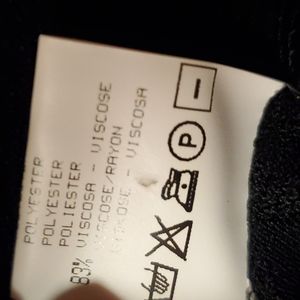 POLYESTER
POLYESTER
POLIESTER
83% VISCOSA - VISCOSE
VISCOSE/RAYON
- VISCOSA
P